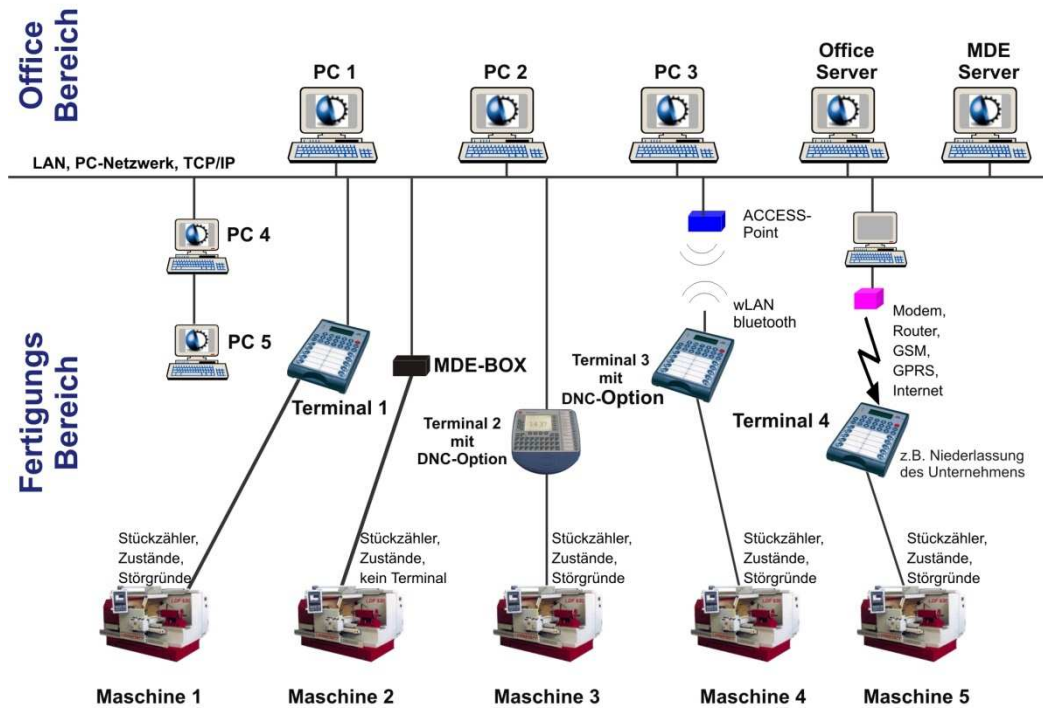 Office
Bereich
PC 1
PC 2
PC 3
Office
Server
MDE
Server
LAN, PC-Netzwerk, TCP/IP
PC 4
PC 5
ACCESS-
Point
wLAN
bluetooth
Modem,
Router,
GSM,
GPRS,
Internet
Fertigungs
Bereich
Terminal 1
MDE-BOX
Terminal 2
mit
DNC-Option
Terminal 3
mit
DNC-Option
Terminal 4
z.B. Niederlassung
des Unternehmens
Stückzähler,
Zustände,
Störgründe
Stückzähler,
Zustände,
kein Terminal
Stückzähler,
Zustände,
Störgründe
Stückzähler,
Zustände,
Störgründe
Stückzähler,
Zustände,
Störgründe
Maschine 1
Maschine 2
Maschine 3
Maschine 4
Maschine 5